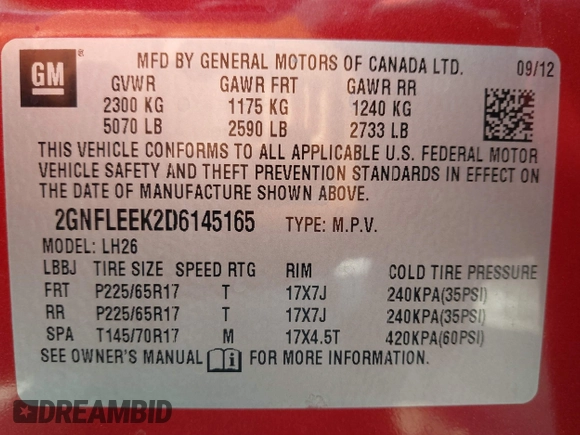 GM ®
MFD BY GENERAL MOTORS OF CANADA LTD. 09/12
GVWR GAWR FRT GAWR RR
2300 KG 1175 KG 1240 KG
5070 LB 2590 LB 2733 LB
THIS VEHICLE CONFORMS TO ALL APPLICABLE U.S. FEDERAL MOTOR
VEHICLE SAFETY AND THEFT PREVENTION STANDARDS IN EFFECT ON
THE DATE OF MANUFACTURE SHOWN ABOVE.
2GNFLEEK2D6145165 TYPE: M.P.V.
MODEL: LH26
LBBJ TIRE SIZE SPEED RTG RIM COLD TIRE PRESSURE
FRT P225/65R17 T 17X7J 240KPA(35PSI)
RR P225/65R17 T 17X7J 240KPA(35PSI)
SPA T145/70R17 M 17X4.5T 420KPA(60PSI)
SEE OWNER'S MANUAL i FOR MORE INFORMATION.
DREAMBID